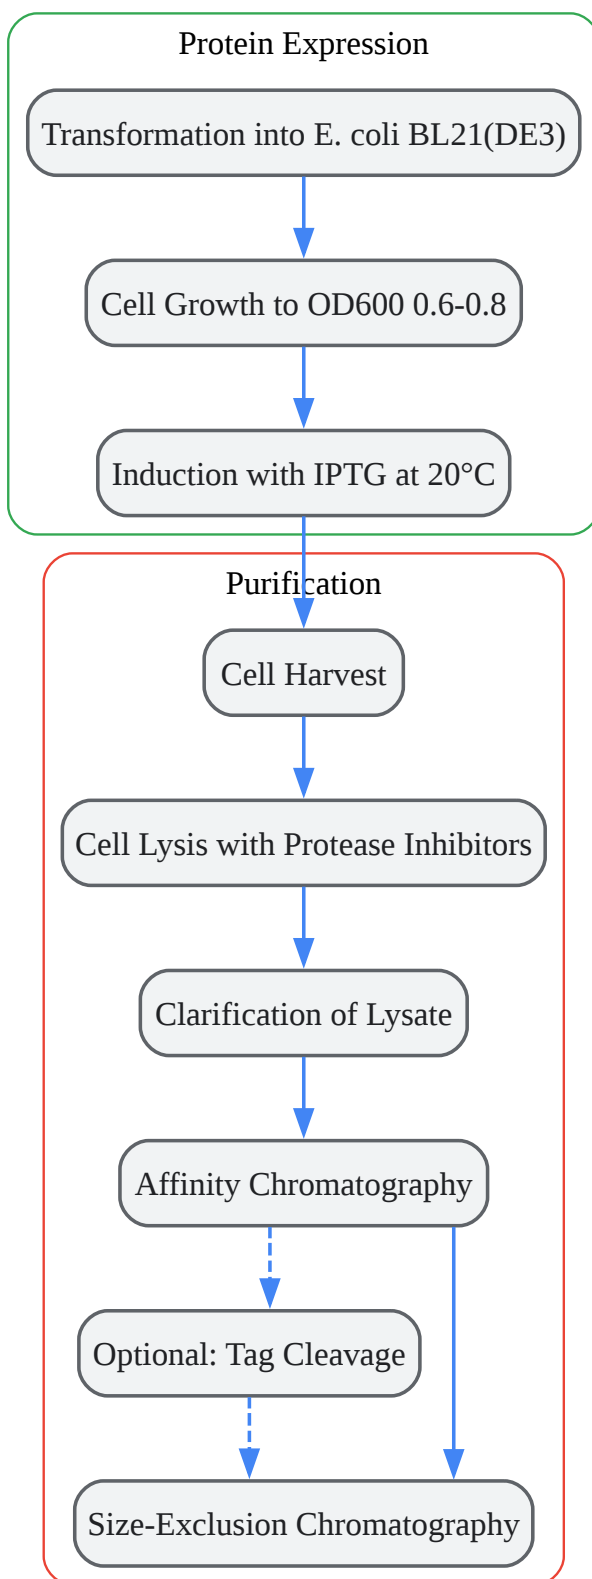 Protein Expression
Transformation into E. coli BL21(DE3)
Cell Growth to OD600 0.6-0.8
Induction with IPTG at 20°C
Purification
Cell Harvest
Cell Lysis with Protease Inhibitors
Clarification of Lysate
Affinity Chromatography
Optional: Tag Cleavage
Size-Exclusion Chromatography